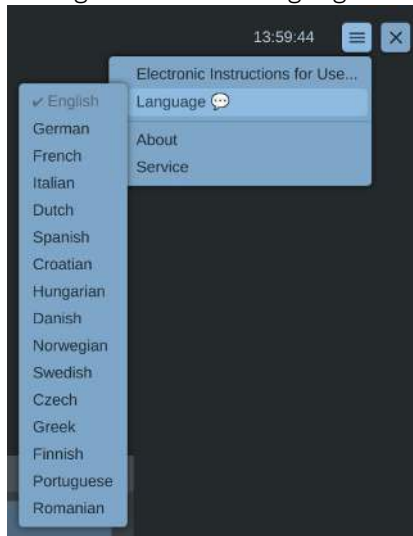 13:59:44
Electronic Instructions for Use...
Language 💬
About
Service
✔ English
German
French
Italian
Dutch
Spanish
Croatian
Hungarian
Danish
Norwegian
Swedish
Czech
Greek
Finnish
Portuguese
Romanian